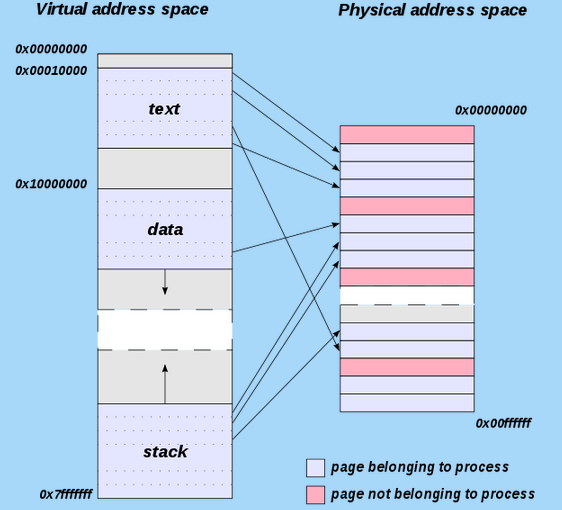 Virtual address space
Physical address space
0x00000000
0x00010000
text
0x00000000
0x10000000
data
stack
0x00ffffff
page belonging to process
0x7fffffff
page not belonging to process